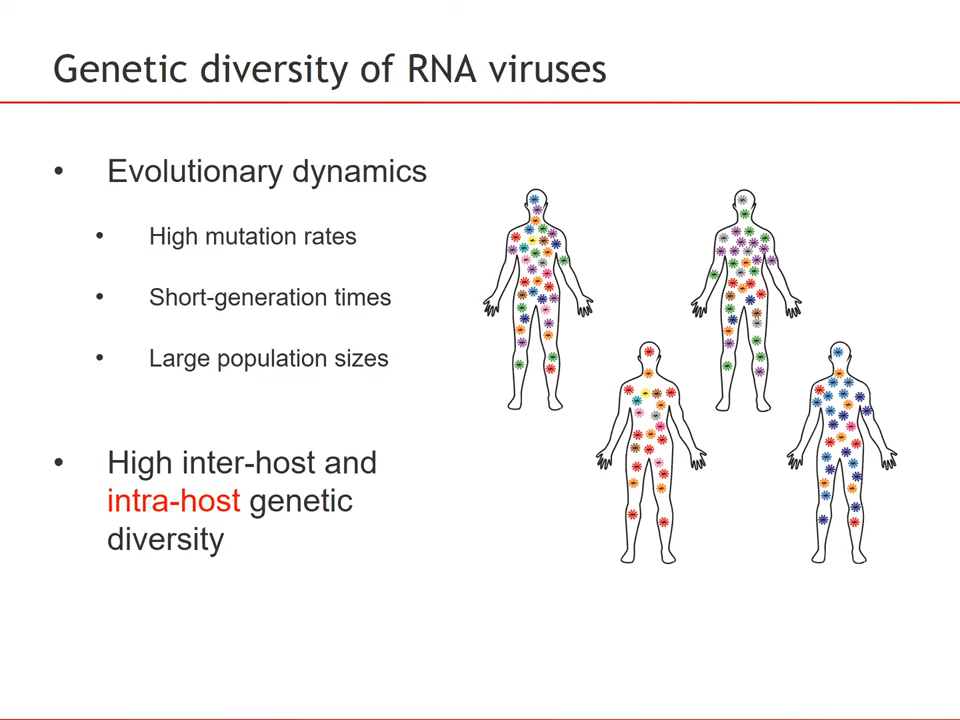 Genetic diversity of RNA viruses
• Evolutionary dynamics
• High mutation rates
• Short-generation times
• Large population sizes
• High inter-host and
intra-host genetic
diversity